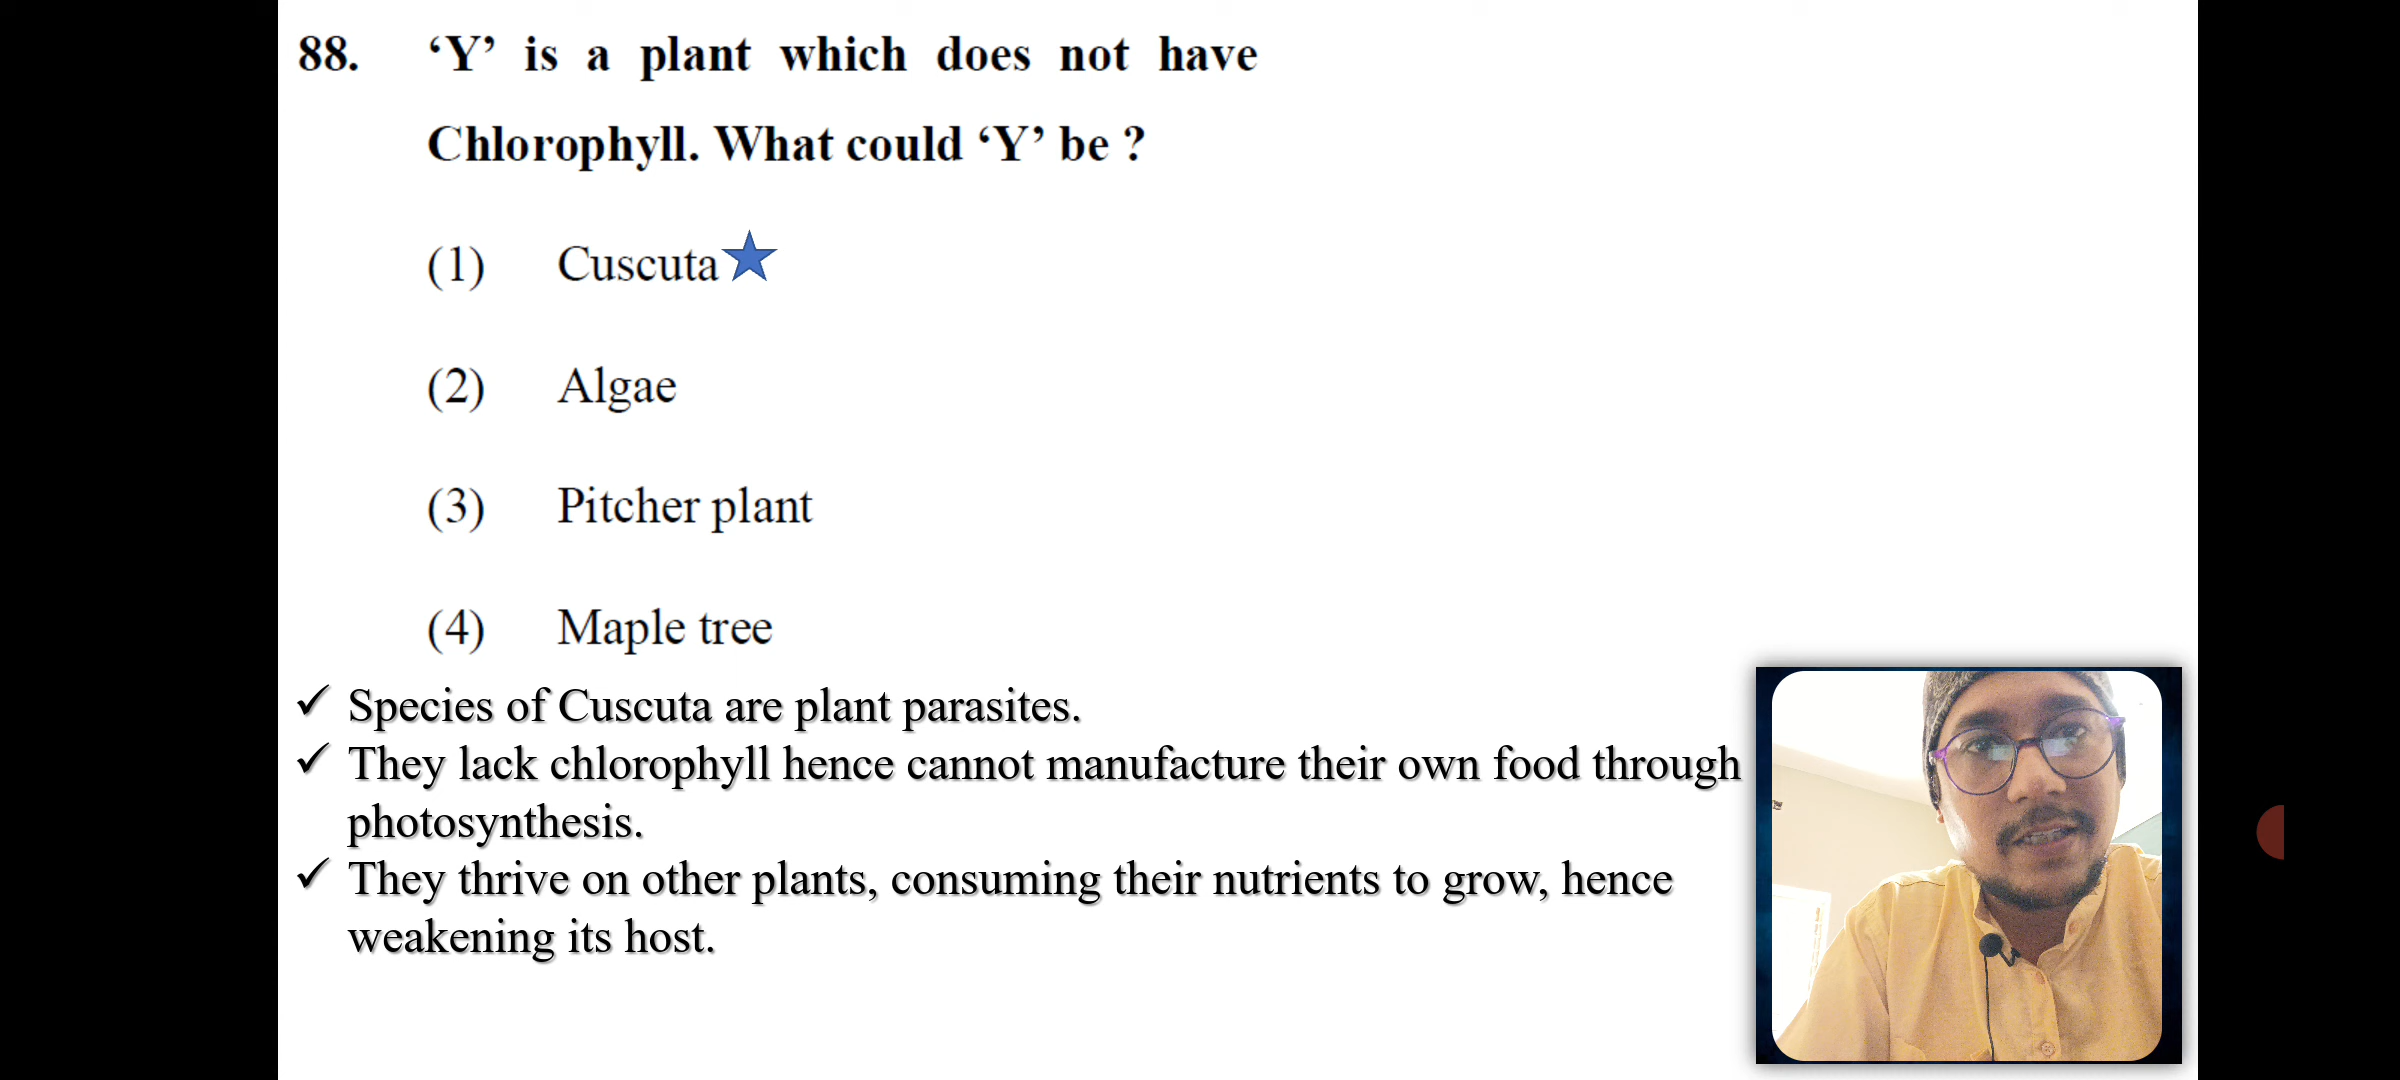 88. ‘Y’ is a plant which does not have
Chlorophyll. What could ‘Y’ be ?
(1) Cuscuta
(2) Algae
(3) Pitcher plant
(4) Maple tree
✓ Species of Cuscuta are plant parasites.
✓ They lack chlorophyll hence cannot manufacture their own food through
photosynthesis.
✓ They thrive on other plants, consuming their nutrients to grow, hence
weakening its host.